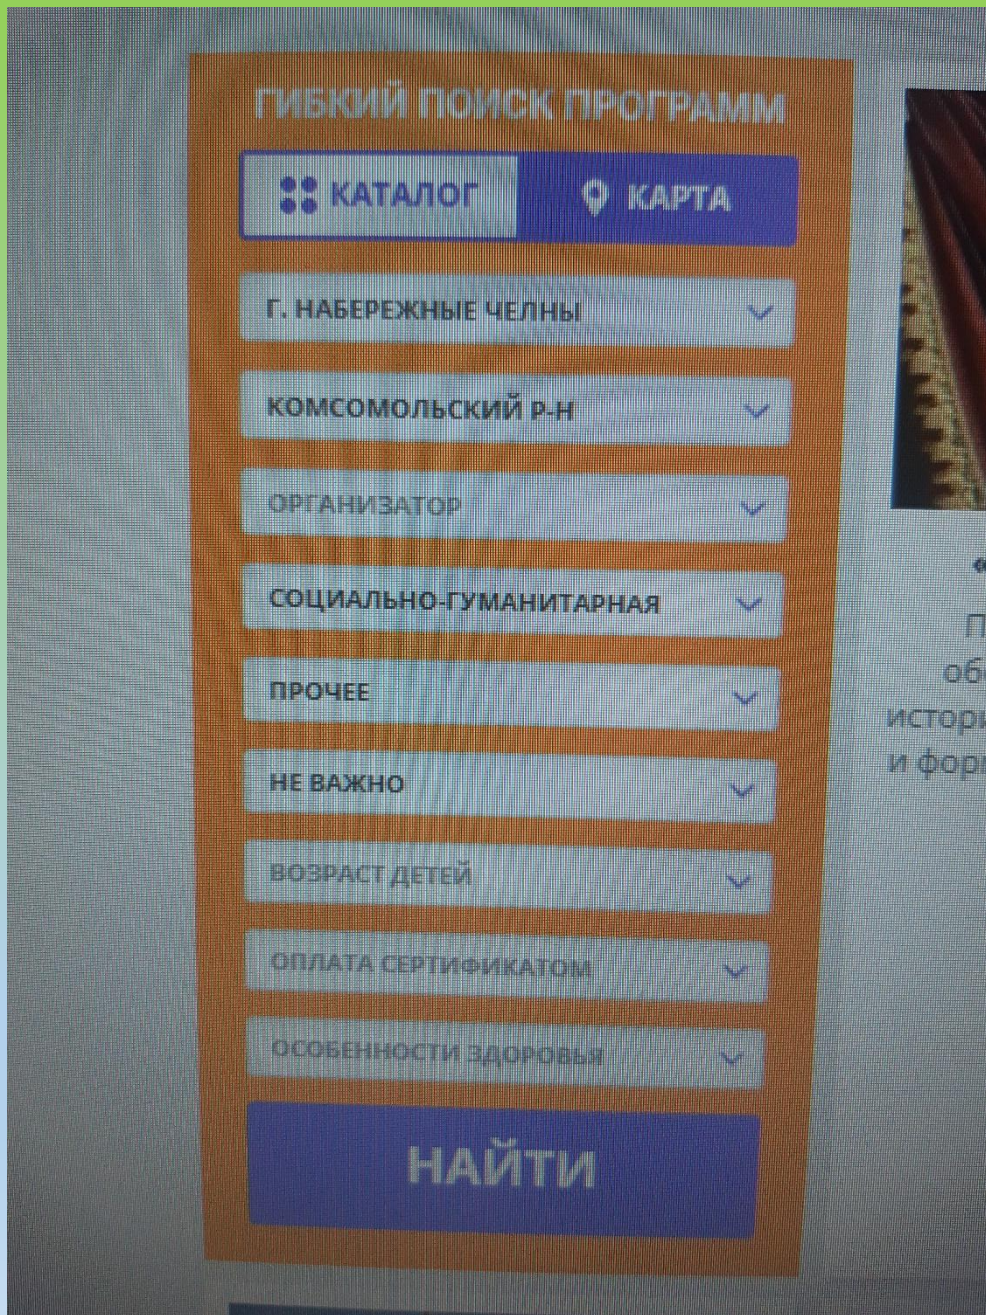 ГИБКИЙ ПОИСК ПРОГРАММ
КАТАЛОГ
КАРТА
Г. НАБЕРЕЖНЫЕ ЧЕЛНЫ
КОМСОМОЛЬСКИЙ Р-Н
ОРГАНИЗАТОР
СОЦИАЛЬНО-ГУМАНИТАРНАЯ
ПРОЧЕЕ
НЕ ВАЖНО
ВОЗРАСТ ДЕТЕЙ
ОПЛАТА СЕРТИФИКАТОМ
ОСОБЕННОСТИ ЗДОРОВЬЯ
НАЙТИ